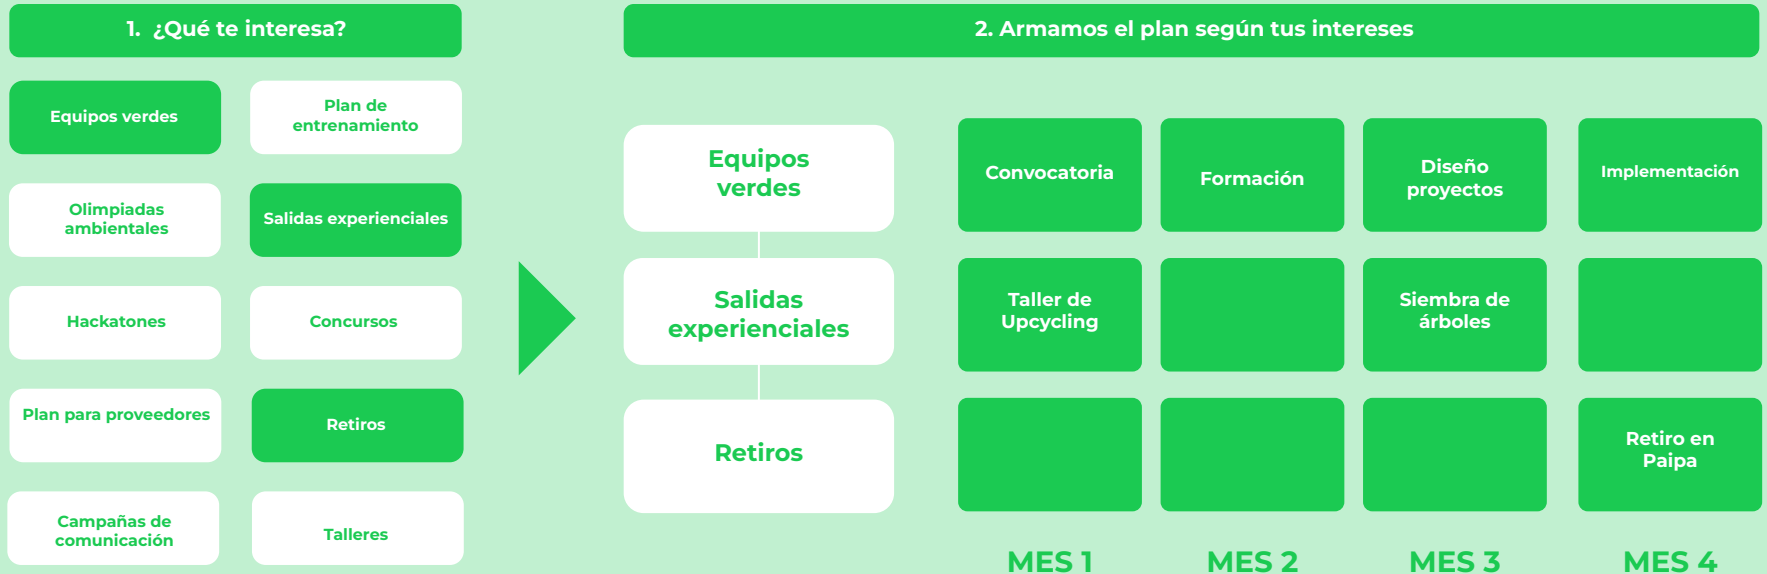 1. ¿Qué te interesa?
2. Armamos el plan según tus intereses
Equipos verdes
Plan de
entrenamiento
Olimpiadas
ambientales
Salidas experienciales
Hackatones
Concursos
Plan para proveedores
Retiros
Campañas de
comunicación
Talleres
Equipos
verdes
Convocatoria
Formación
Diseño
proyectos
Implementación
Salidas
experienciales
Taller de
Upcycling
Siembra de
árboles
Retiros
Retiro en
Paipa
MES 1
MES 2
MES 3
MES 4